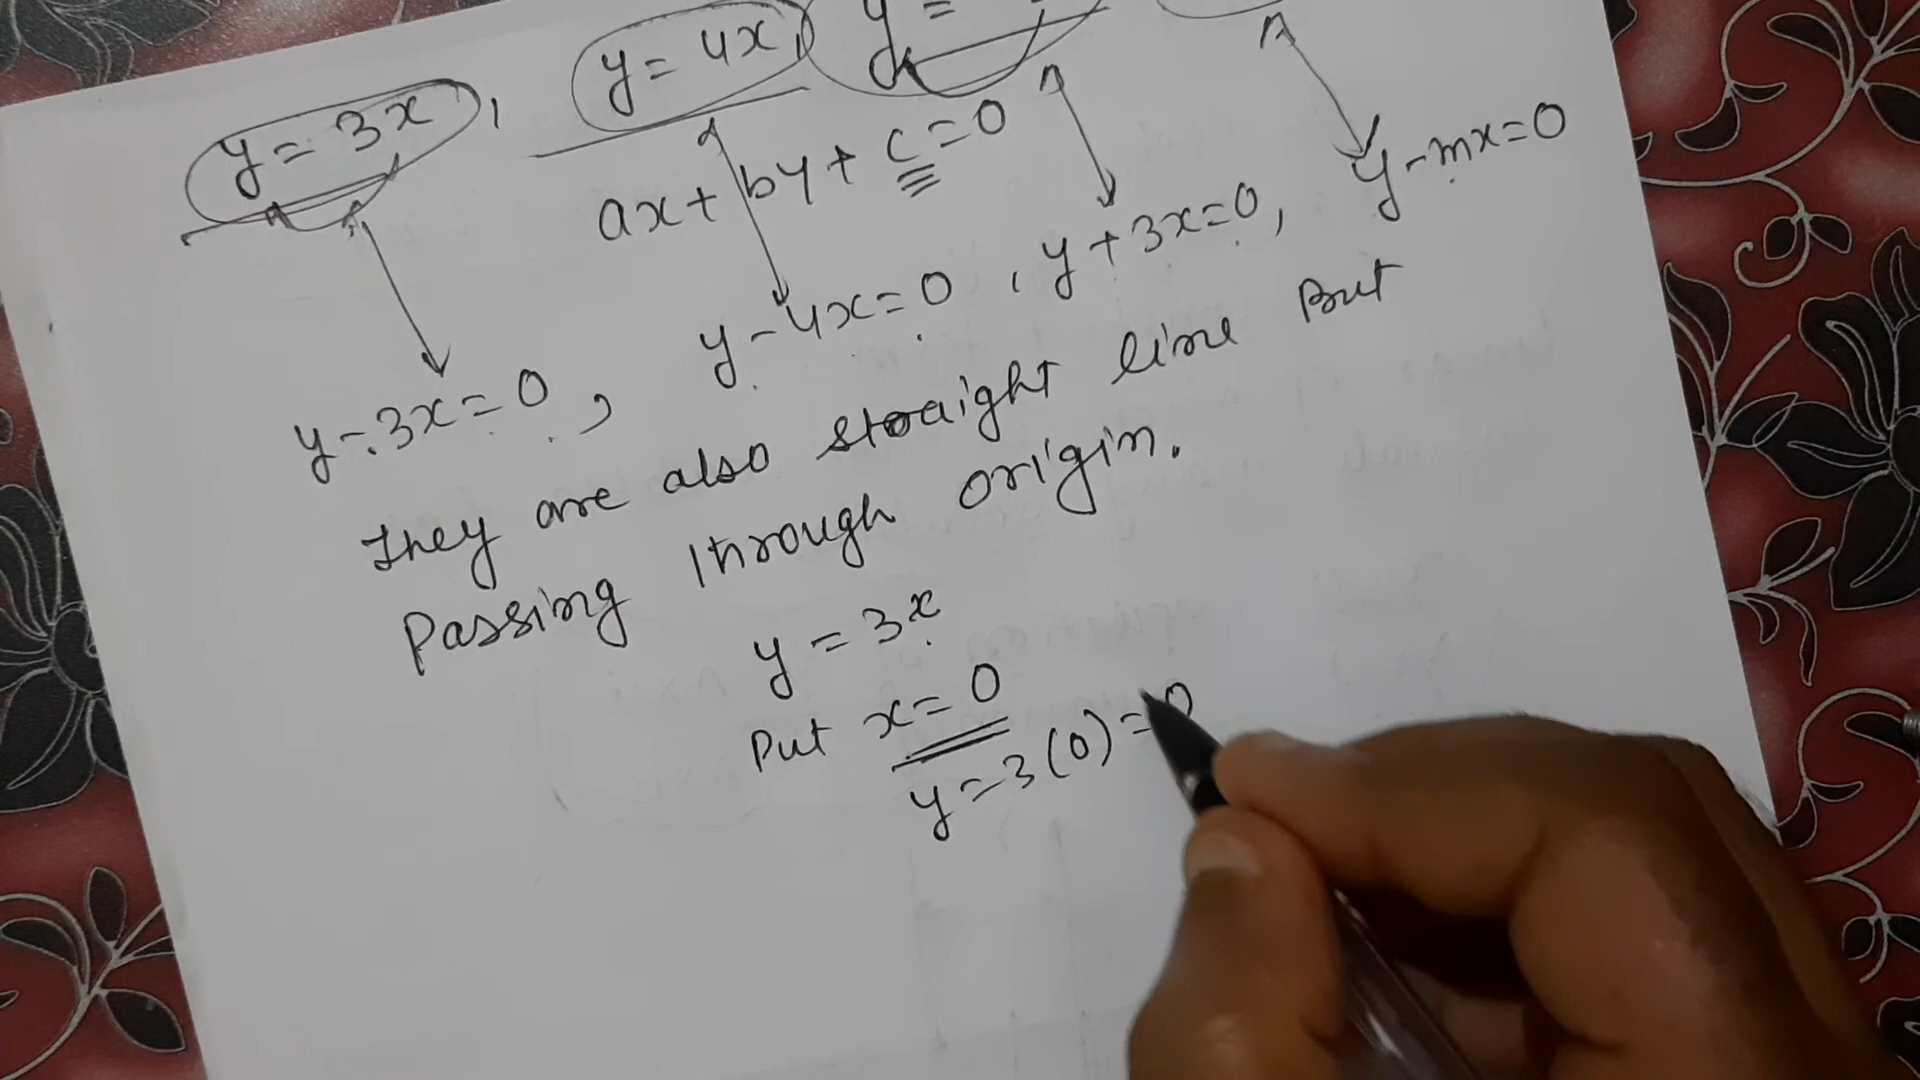 y = 3x, y = 4x, y =
ax + by + c = 0
y - 3x = 0, y - 4x = 0, y + 3x = 0, y - mx = 0
They are also straight line But
Passing through origin.
y = 3x
Put x = 0
y = 3(0) = 0